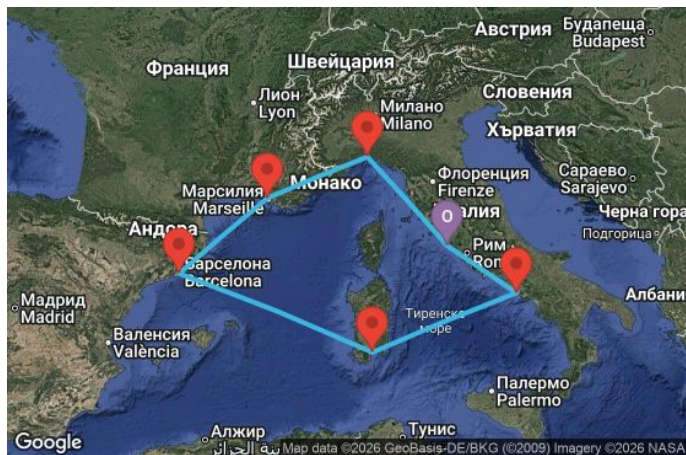 Австрия
Будапеща
Budapest
Швейцария
Франция
Словения
Лион
Lyon
Милано
Milano
Хърватия
Марсилия
Marseille
Монако
Флоренция
Firenze
Сараево
Sarajevo
Андора
O
Черна гора
Подгорица
Рим
Барселона
Barcelona
Мадрид
Madrid
Тиренско
море
Албани
Валенсия
València
Палермо
Palermo
Алжир
Тунис
Google
Map data ©2026 GeoBasis-DE/BKG (©2009) Imagery ©2026 NASA